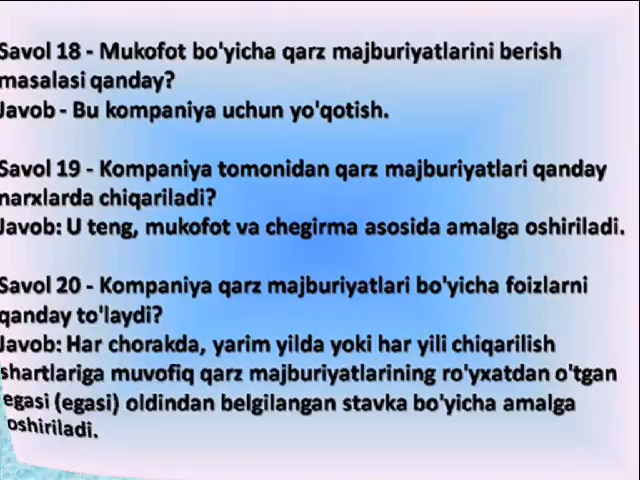 Savol 18 - Mukofot bo'yicha qarz majburiyatlarini berish
masalasi qanday?
Javob - Bu kompaniya uchun yo'qotish.
Savol 19 - Kompaniya tomonidan qarz majburiyatlari qanday
narxlarda chiqariladi?
Javob: U teng, mukofot va chegirma asosida amalga oshiriladi.
Savol 20 - Kompaniya qarz majburiyatlari bo'yicha foizlarni
qanday to'laydi?
Javob: Har chorakda, yarim yilda yoki har yili chiqarilish
shartlariga muvofiq qarz majburiyatlarining ro'yxatdan o'tgan
egasi (egasi) oldindan belgilangan stavka bo'yicha amalga
oshiriladi.